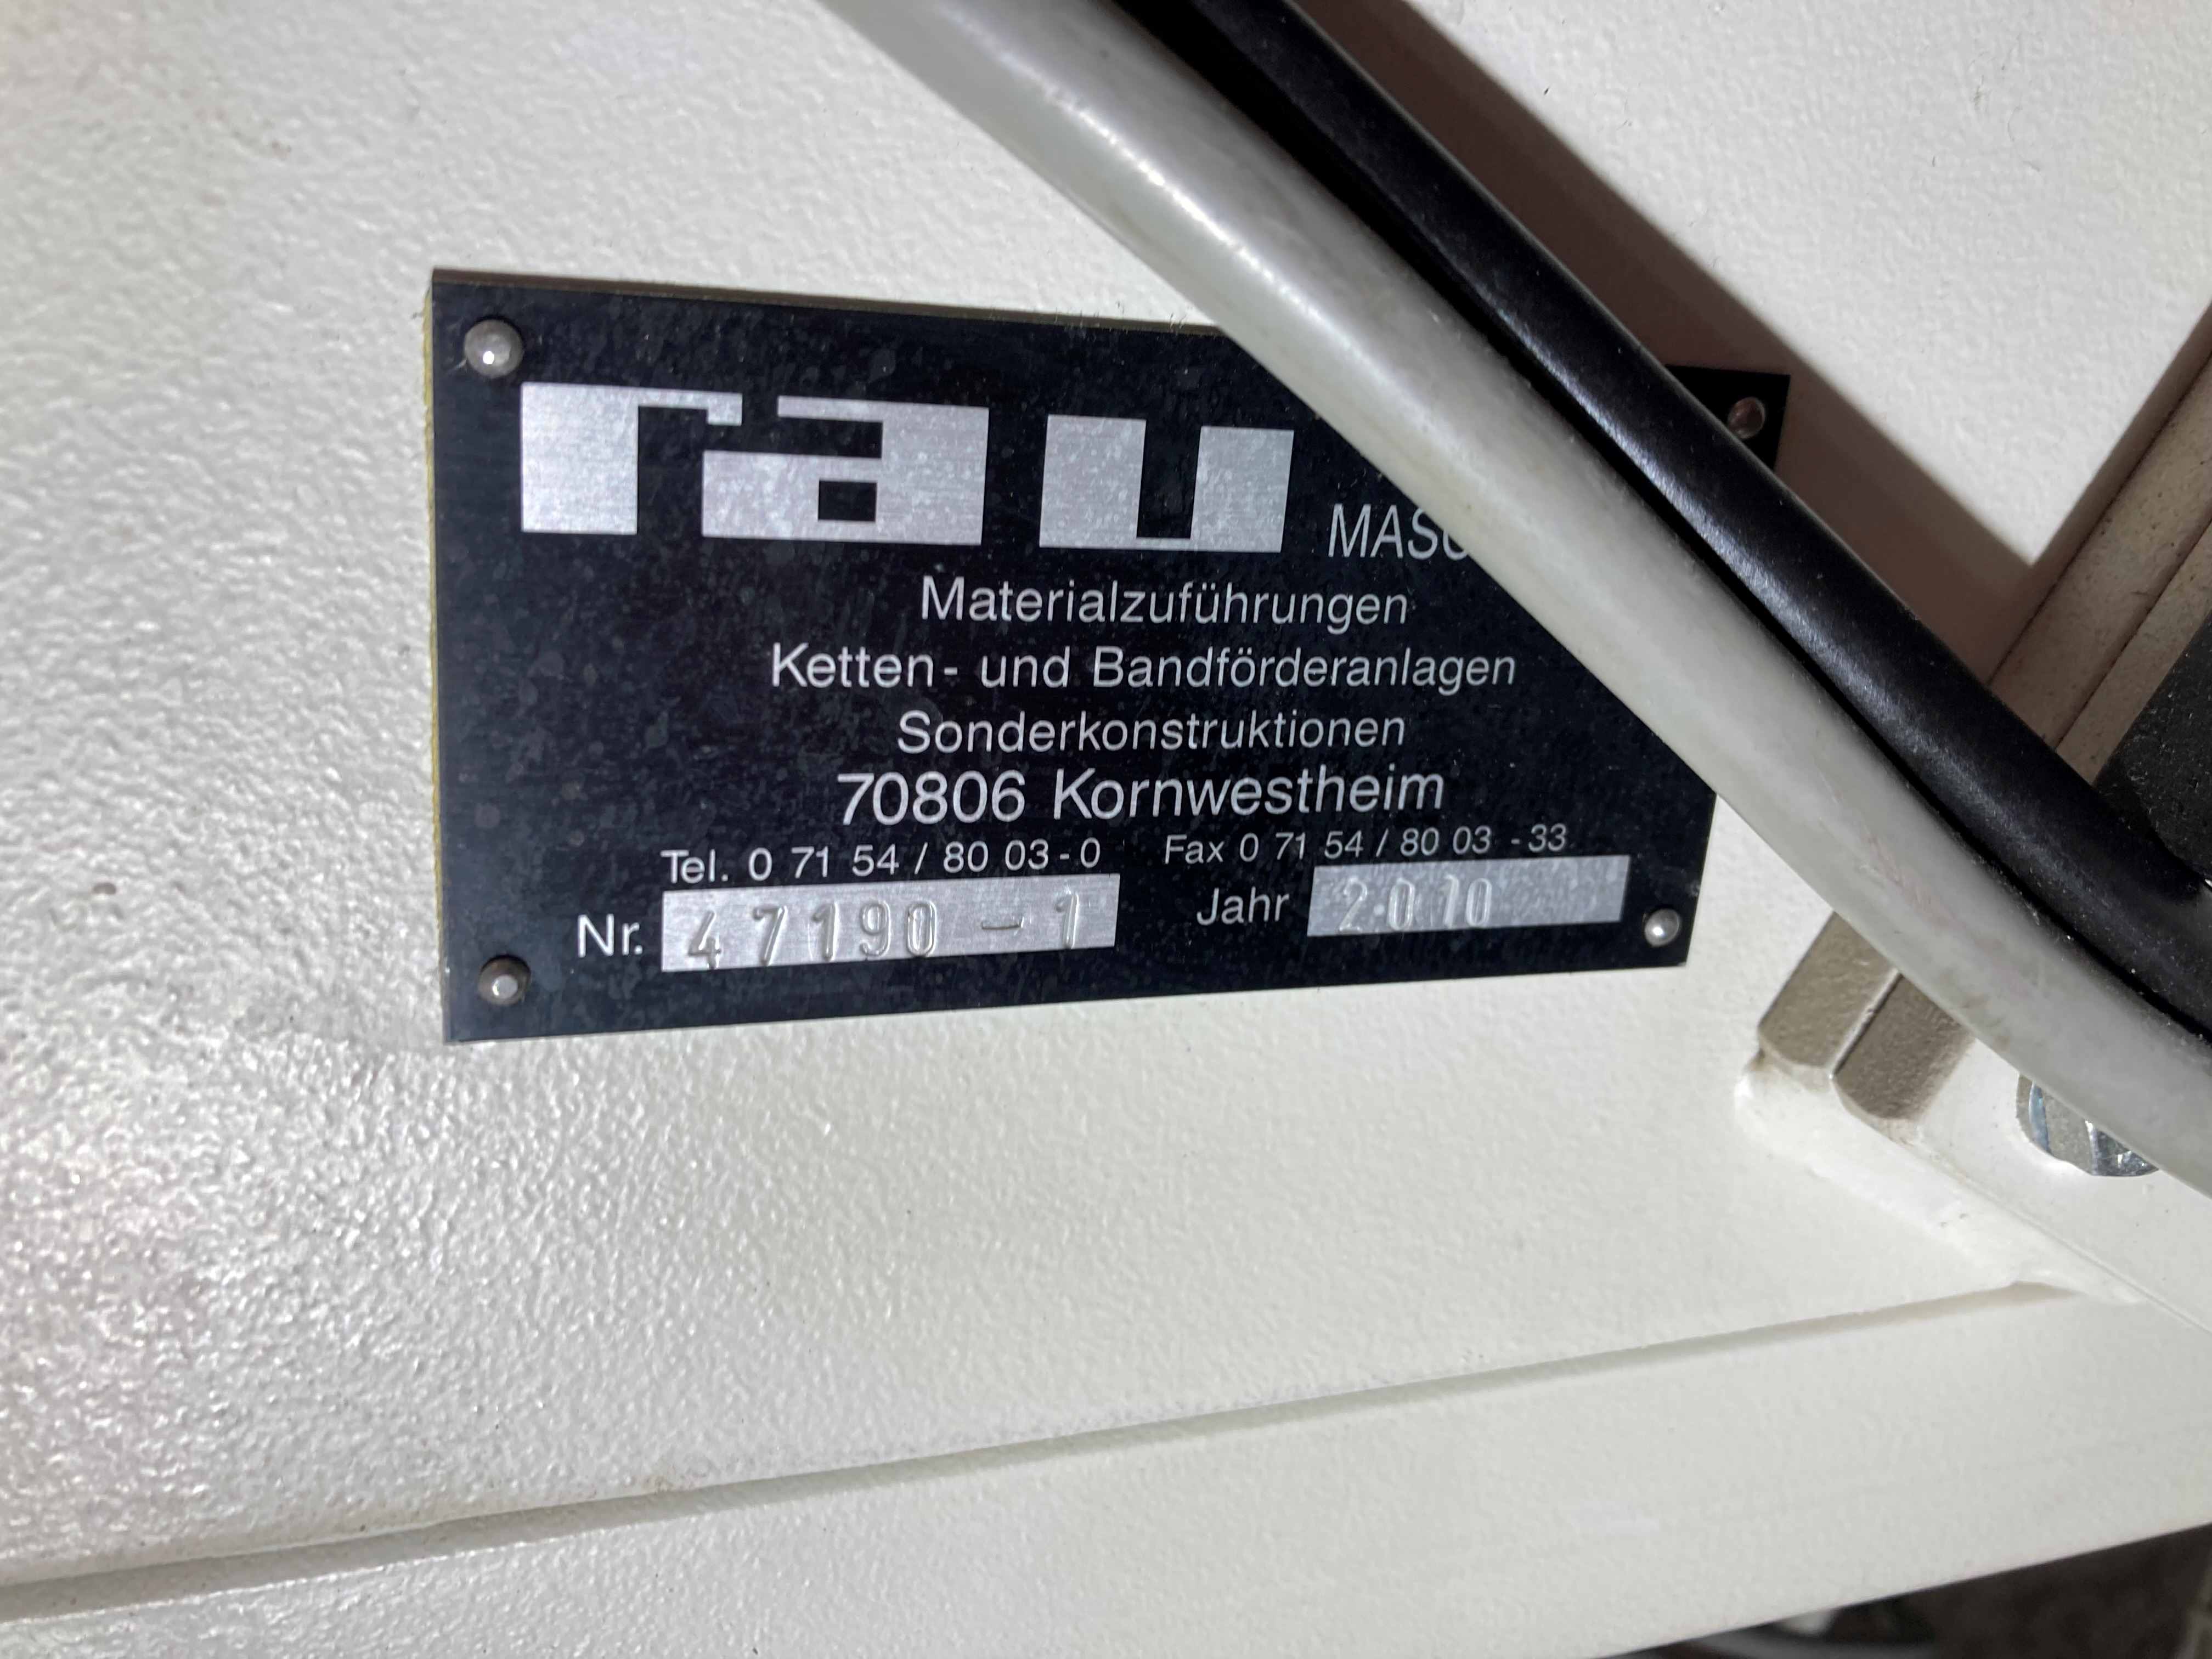 rau
Materialzuführungen
Ketten- und Bandförderanlagen
Sonderkonstruktionen
70806 Kornwestheim
Tel. 0 71 54 / 80 03 - 0 Fax 0 71 54 / 80 03 - 33
Nr. 47190 - 1 Jahr 2010